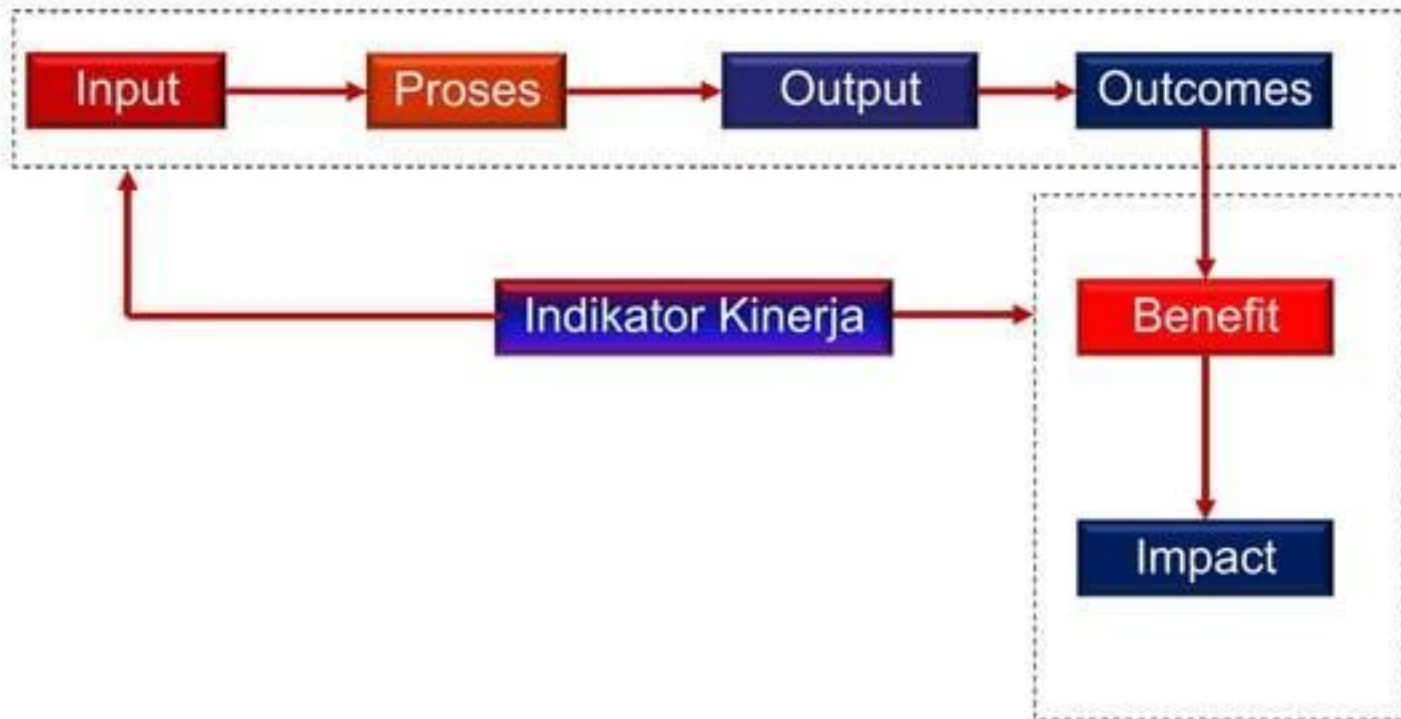 Input
Proses
Output
Outcomes
Indikator Kinerja
Benefit
Impact